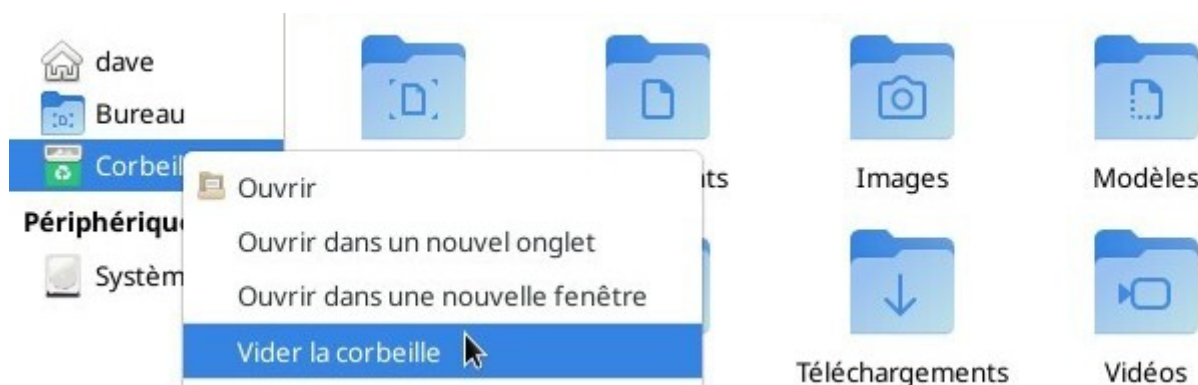 dave
Bureau
Corbeil
Périphériqu
Systèm
Ouvrir
Ouvrir dans un nouvel onglet
Ouvrir dans une nouvelle fenêtre
Vider la corbeille
ts
Images
Modèles
Téléchargements
Vidéos